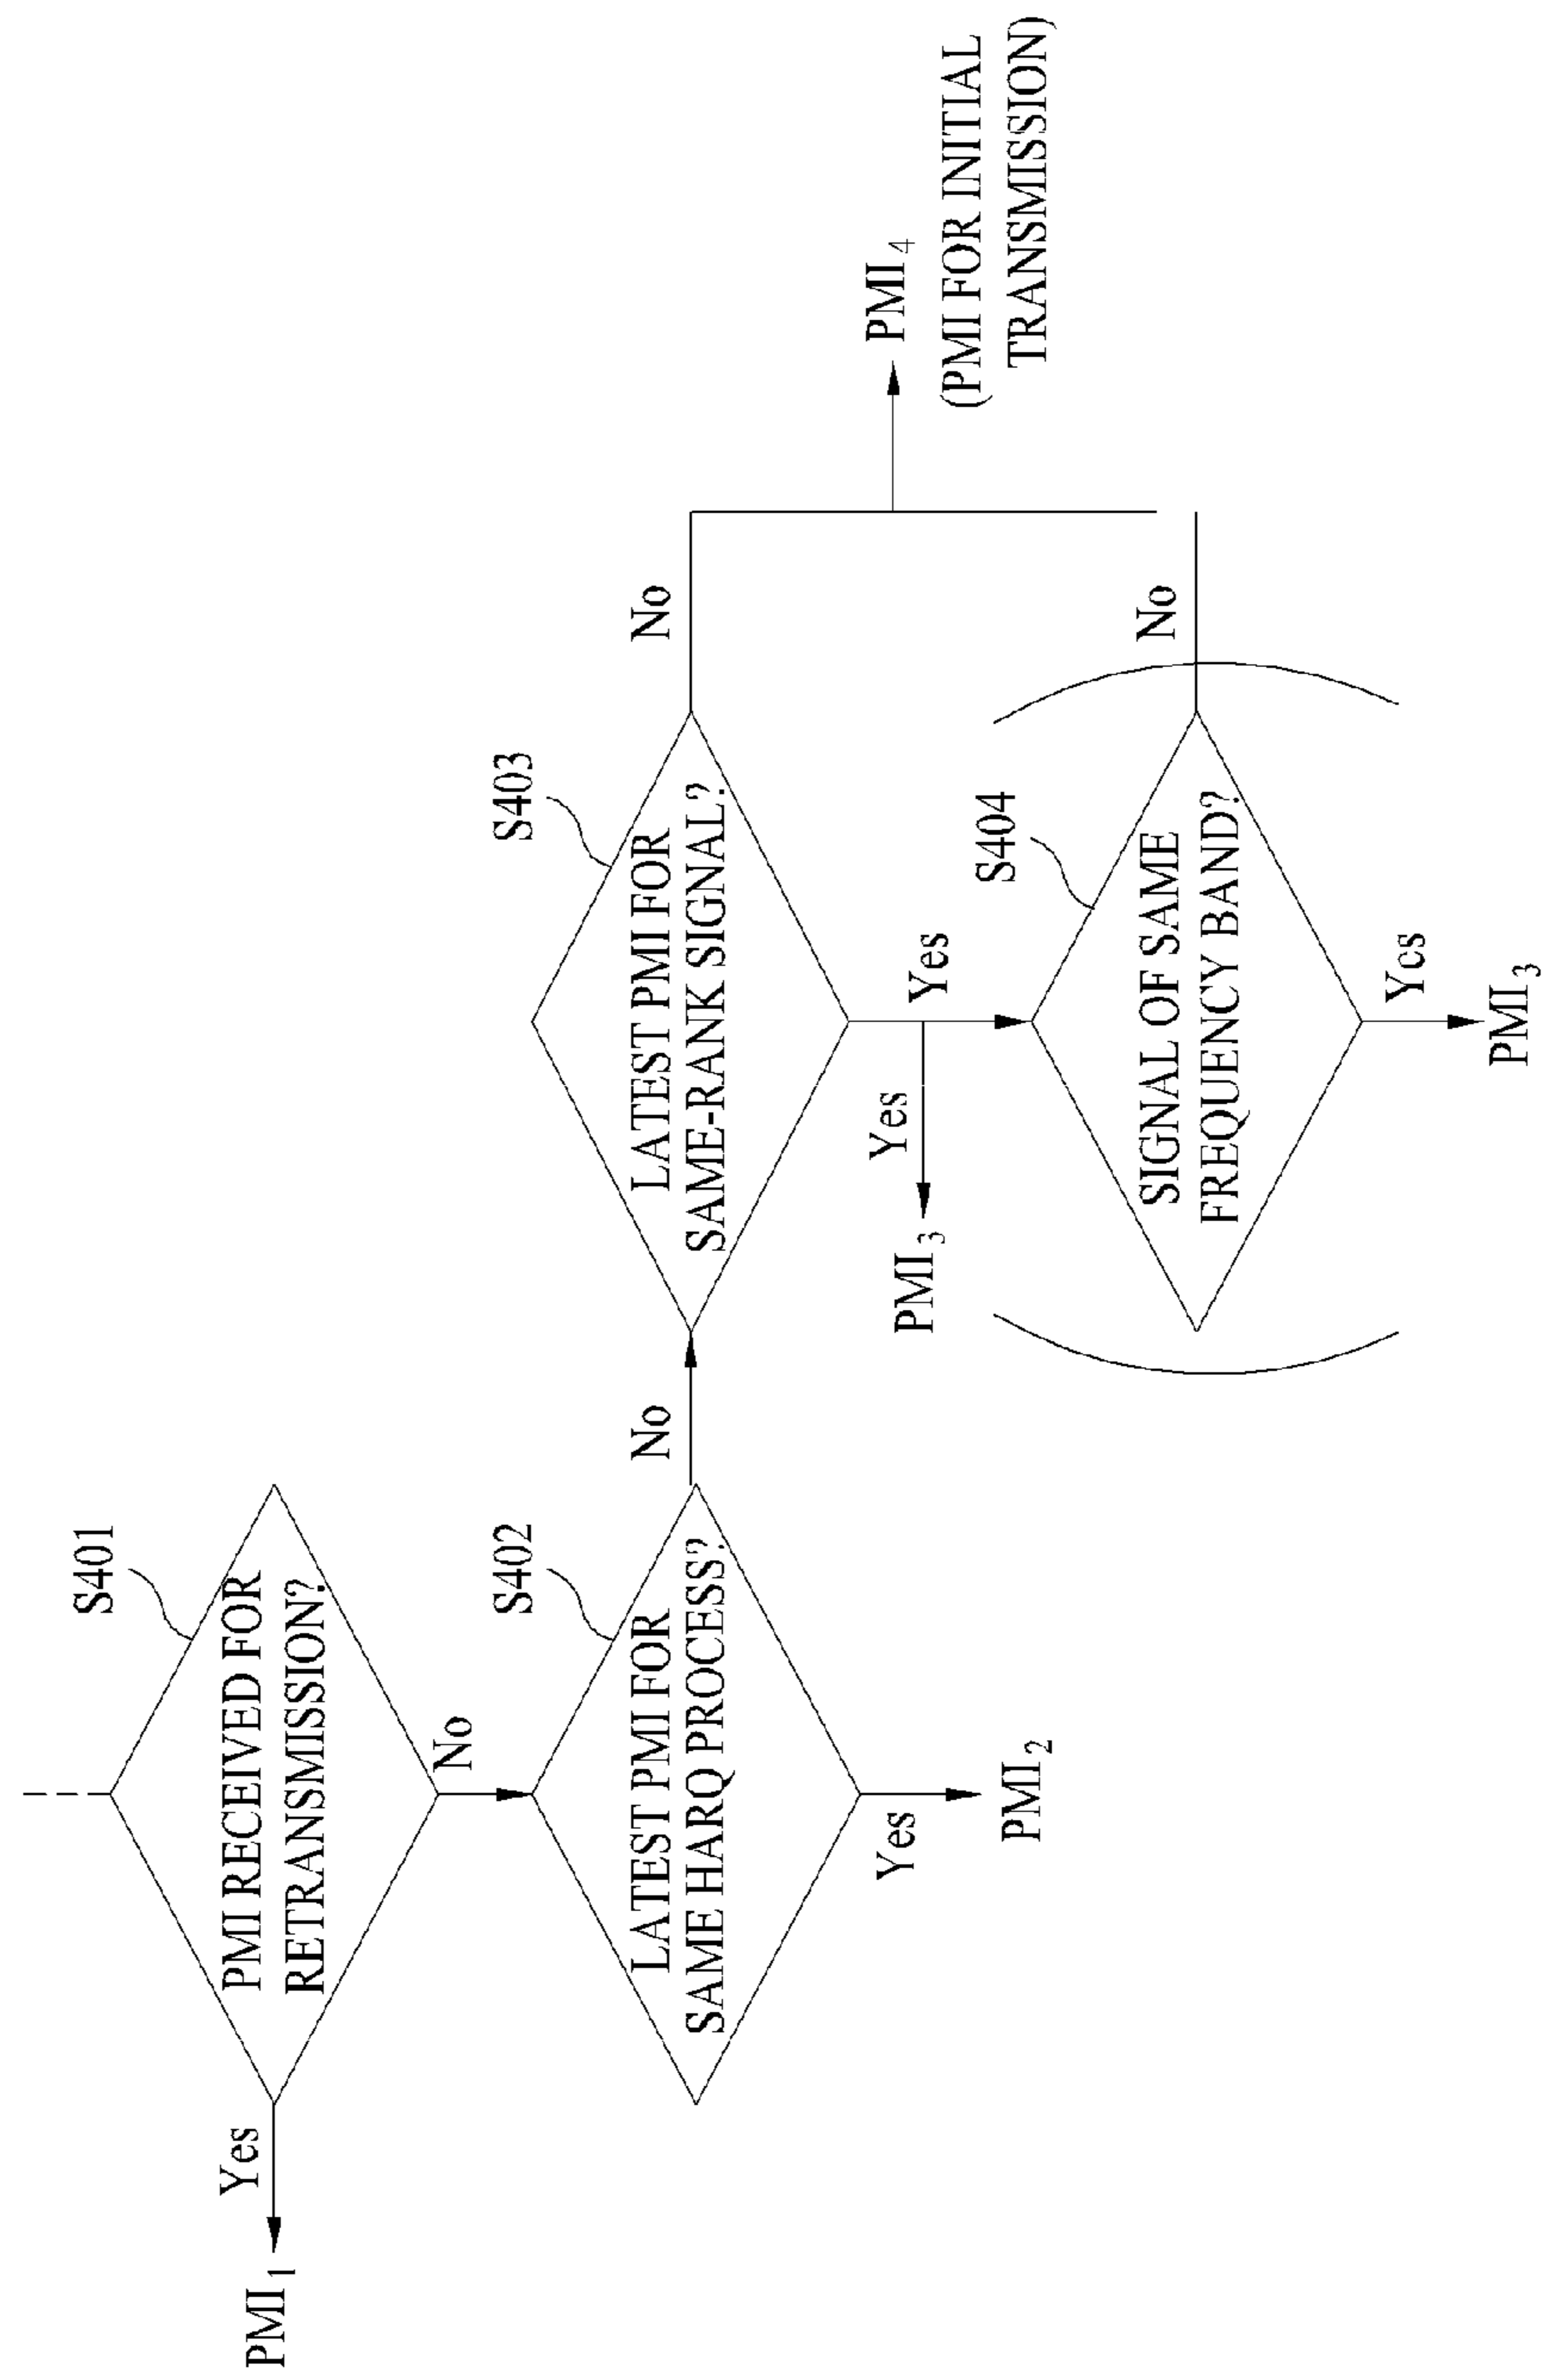 S401
PMI RECEIVED FOR
RETRANSMISSION?
Yes
PMI1
No
S402
LATEST PMI FOR
SAME HARQ PROCESS?
Yes
PMI2
No
S403
LATEST PMI FOR
SAME-RANK SIGNAL?
No
Yes
Yes
PMI3
S404
SIGNAL OF SAME
FREQUENCY BAND?
No
Yes
PMI3
PMI4
(PMI FOR INITIAL
TRANSMISSION)